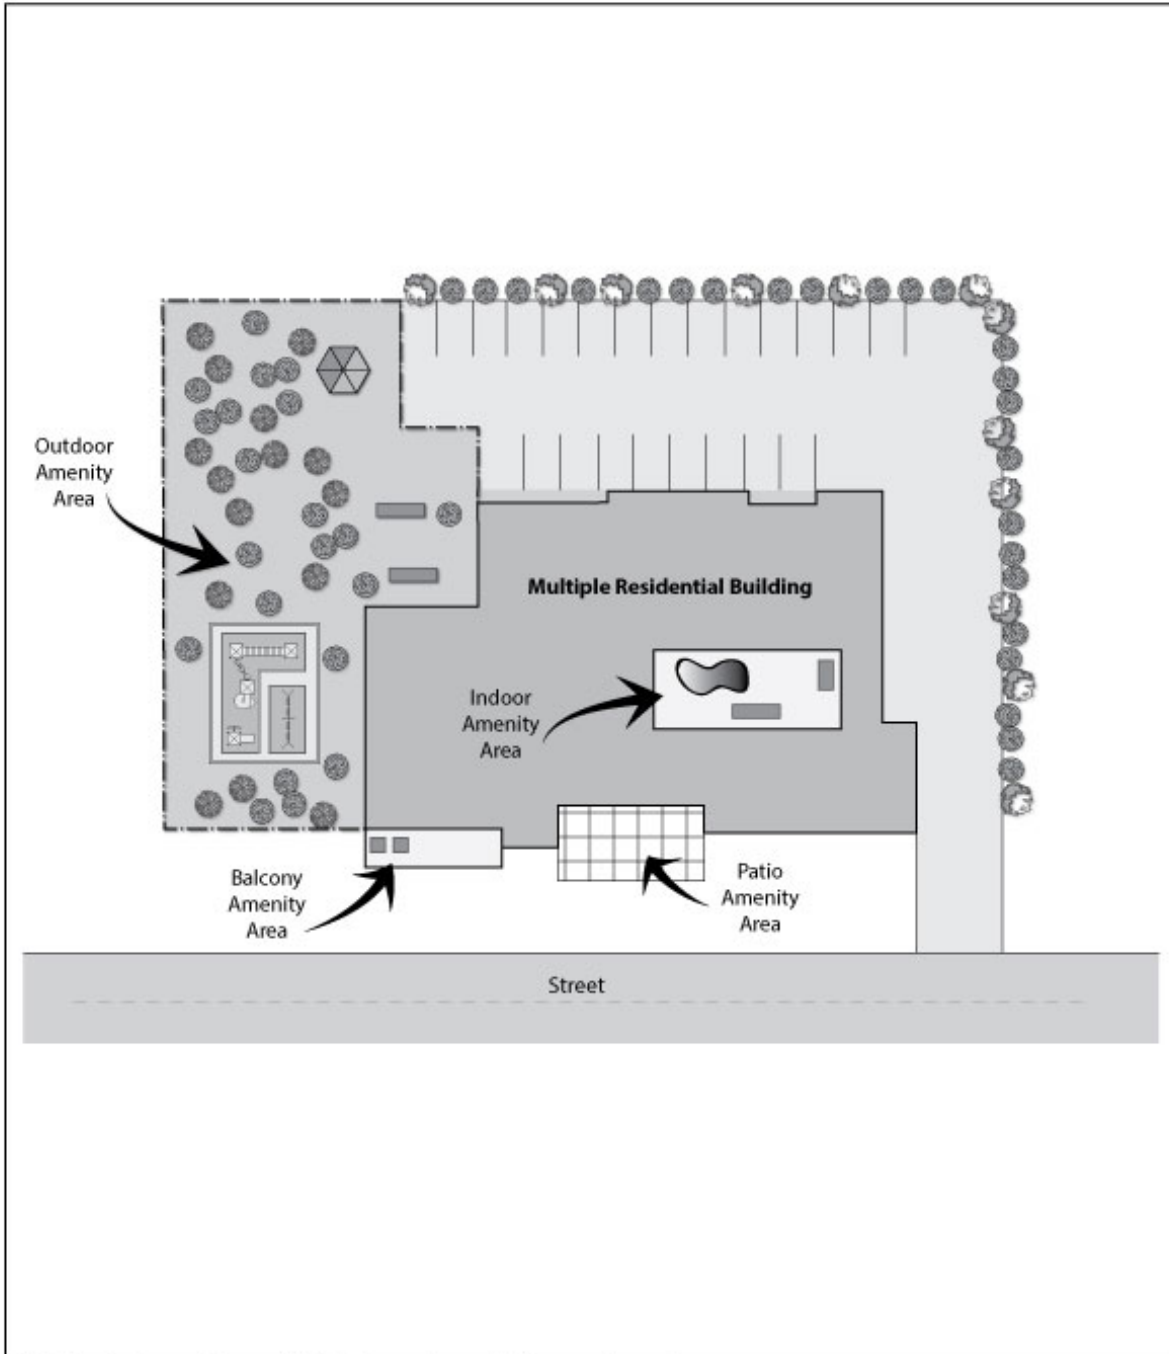 Outdoor
Amenity
Area
Multiple Residential Building
Indoor
Amenity
Area
Balcony
Amenity
Area
Patio
Amenity
Area
Street